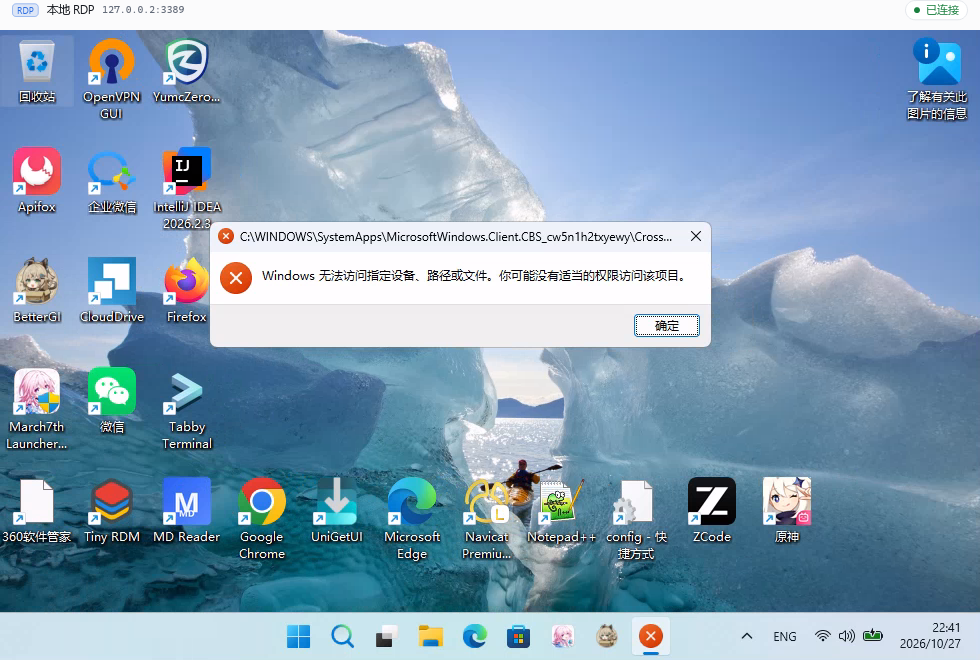 RDP 本地 RDP 127.0.0.2:3389
已连接
回收站
OpenVPN
GUI
YumcZero...
了解有关此
图片的信息
Apifox
企业微信
IJ
IntelliJ IDEA
2026.2.3
C:\WINDOWS\SystemApps\MicrosoftWindows.Client.CBS_cw5n1h2txyewy\Cross...
Windows 无法访问指定设备、路径或文件。你可能没有适当的权限访问该项目。
确定
BetterGI
CloudDrive
Firefox
March7th
Launcher...
微信
Tabby
Terminal
360软件管家
Tiny RDM
M
MD
MD Reader
Google
Chrome
UniGetUI
Microsoft
Edge
L
Navicat
Premiu...
Notepad++
config - 快
捷方式
Z
ZCode
原神
ENG
22:41
2026/10/27